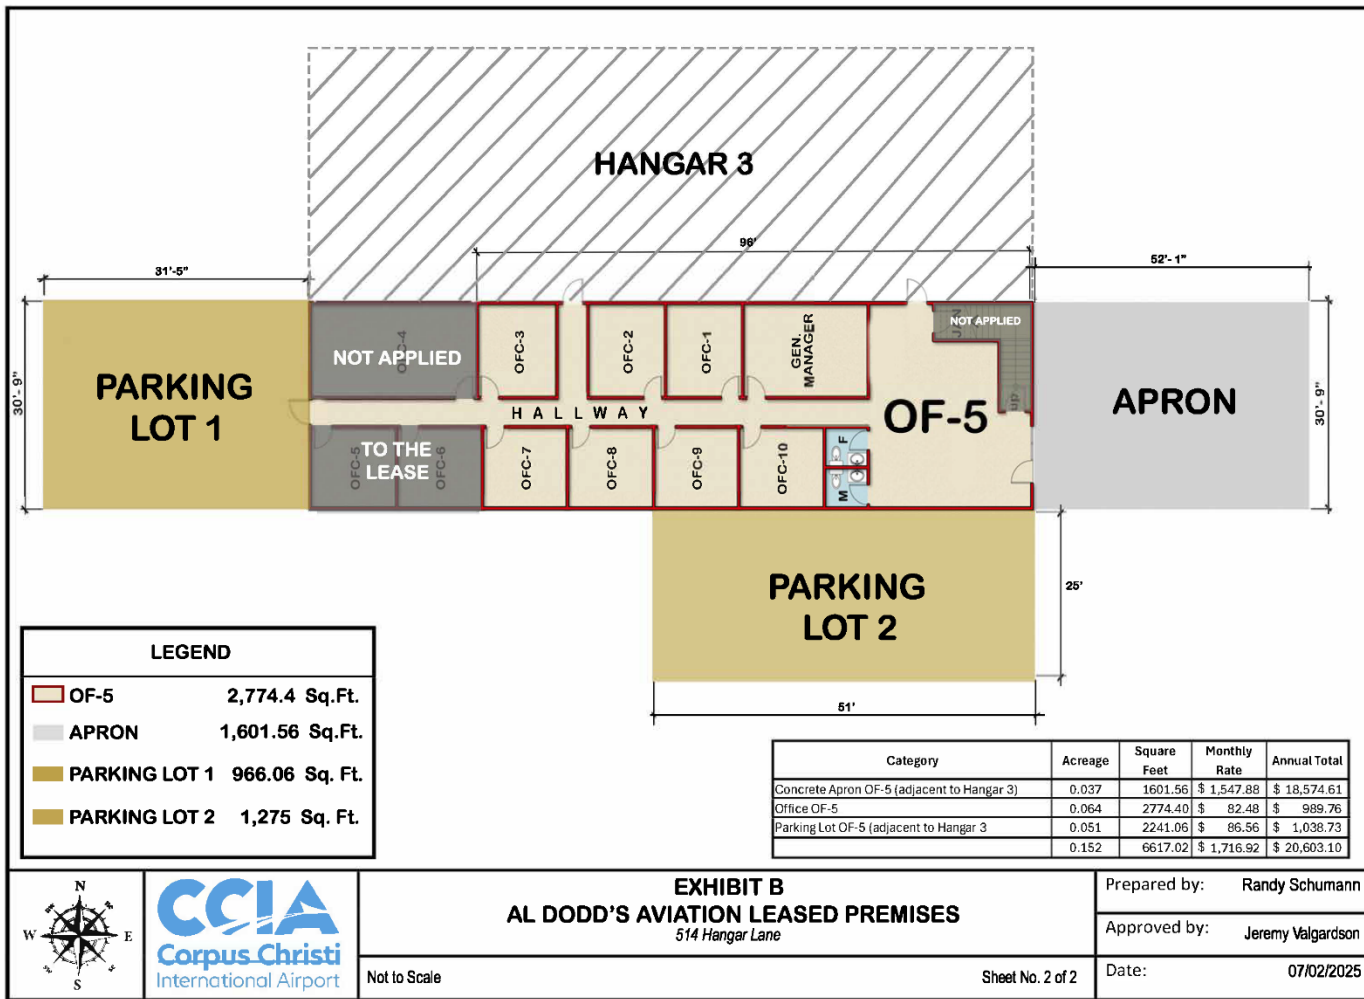 HANGAR 3
96'
31'-5"
52'- 1"
30'- 9"
30'- 9"
PARKING
LOT 1
OFC-4
NOT APPLIED
OFC-3
OFC-2
OFC-1
GEN.
MANAGER
JAN
NOT APPLIED
up
HALLWAY
OF-5
APRON
OFC-5
OFC-6
TO THE
LEASE
OFC-7
OFC-8
OFC-9
OFC-10
F
M
PARKING
LOT 2
25'
51'
LEGEND
OF-5 2,774.4 Sq.Ft.
APRON 1,601.56 Sq.Ft.
PARKING LOT 1 966.06 Sq. Ft.
PARKING LOT 2 1,275 Sq. Ft.
Category Acreage Square Feet Monthly Rate Annual Total
Concrete Apron OF-5 (adjacent to Hangar 3) 0.037 1601.56 $ 1,547.88 $ 18,574.61
Office OF-5 0.064 2774.40 $ 82.48 $ 989.76
Parking Lot OF-5 (adjacent to Hangar 3 0.051 2241.06 $ 86.56 $ 1,038.73
0.152 6617.02 $ 1,716.92 $ 20,603.10
N
W E
S
CCIA
Corpus Christi
International Airport
EXHIBIT B
AL DODD'S AVIATION LEASED PREMISES
514 Hangar Lane
Not to Scale
Sheet No. 2 of 2
Prepared by: Randy Schumann
Approved by: Jeremy Valgardson
Date: 07/02/2025